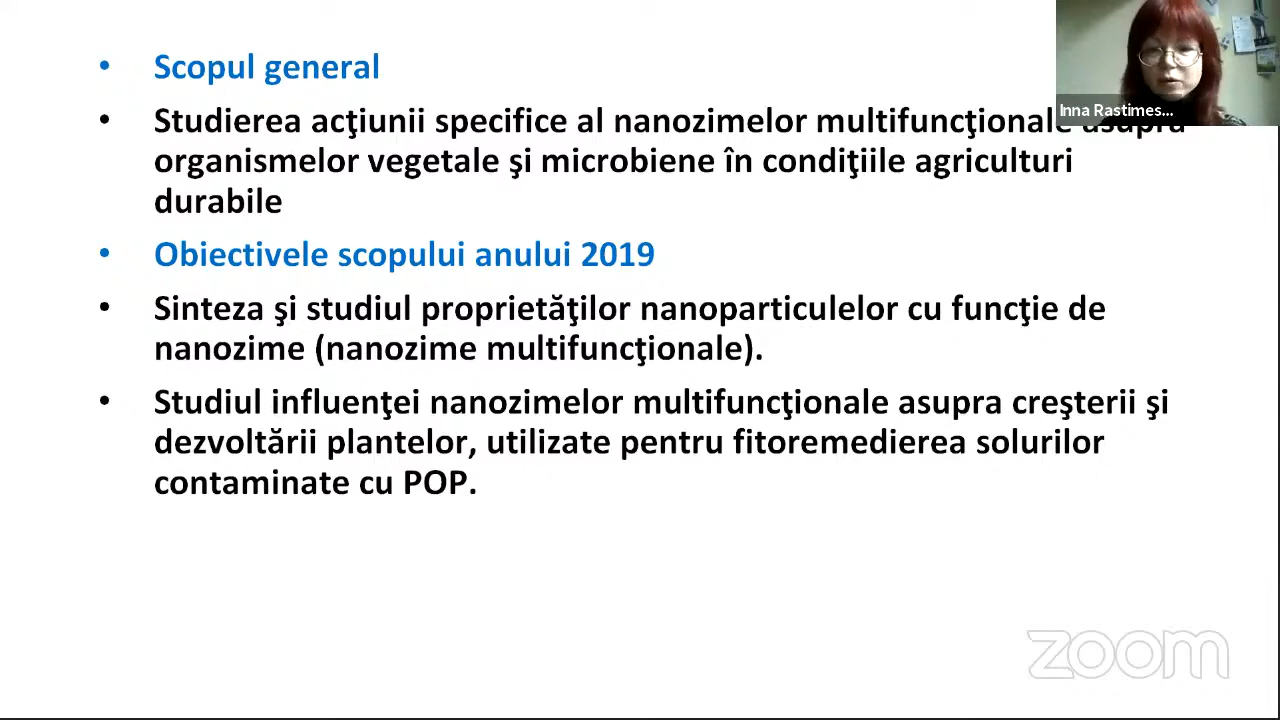 • Scopul general
• Studierea acţiunii specifice al nanozimelor multifuncţionale asupra
organismelor vegetale şi microbiene în condiţiile agriculturi
durabile
• Obiectivele scopului anului 2019
• Sinteza şi studiul proprietăţilor nanoparticulelor cu funcţie de
nanozime (nanozime multifuncţionale).
• Studiul influenţei nanozimelor multifuncţionale asupra creşterii şi
dezvoltării plantelor, utilizate pentru fitoremedierea solurilor
contaminate cu POP.
Inna Rastimes...
zoom